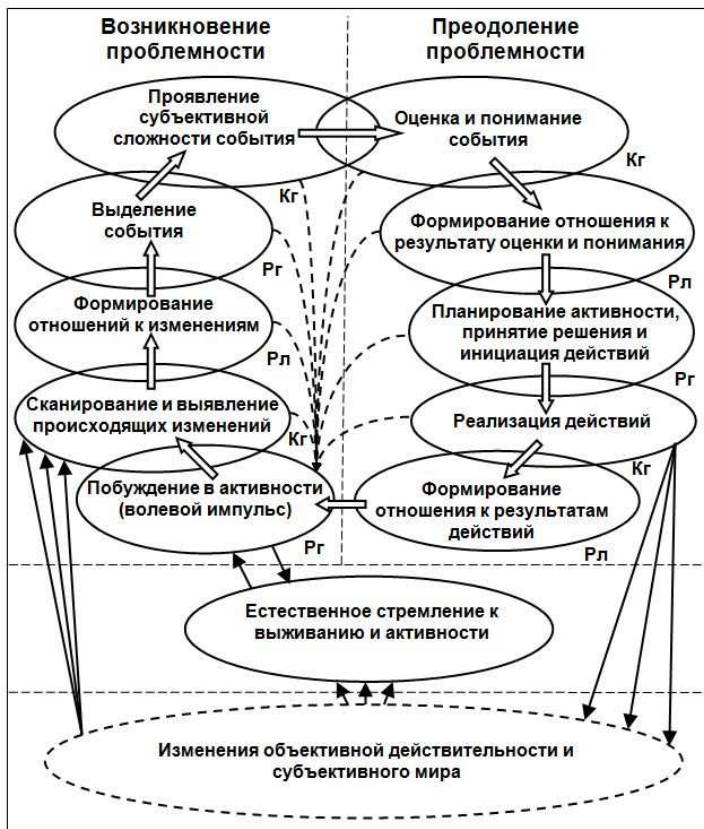 Возникновение
проблемности
Преодоление
проблемности
Проявление
субъективной
сложности события
Кг
Оценка и понимание
события
Кг
Выделение
события
Рг
Формирование отношения к
результату оценки и понимания
Рл
Формирование
отношений к изменениям
Рл
Планирование активности,
принятие решения и
инициация действий
Рг
Сканирование и выявление
происходящих изменений
Кг
Реализация действий
Кг
Побуждение в активности
(волевой импульс)
Рг
Формирование
отношения к результатам
действий
Рл
Естественное стремление к
выживанию и активности
Изменения объективной действительности и
субъективного мира